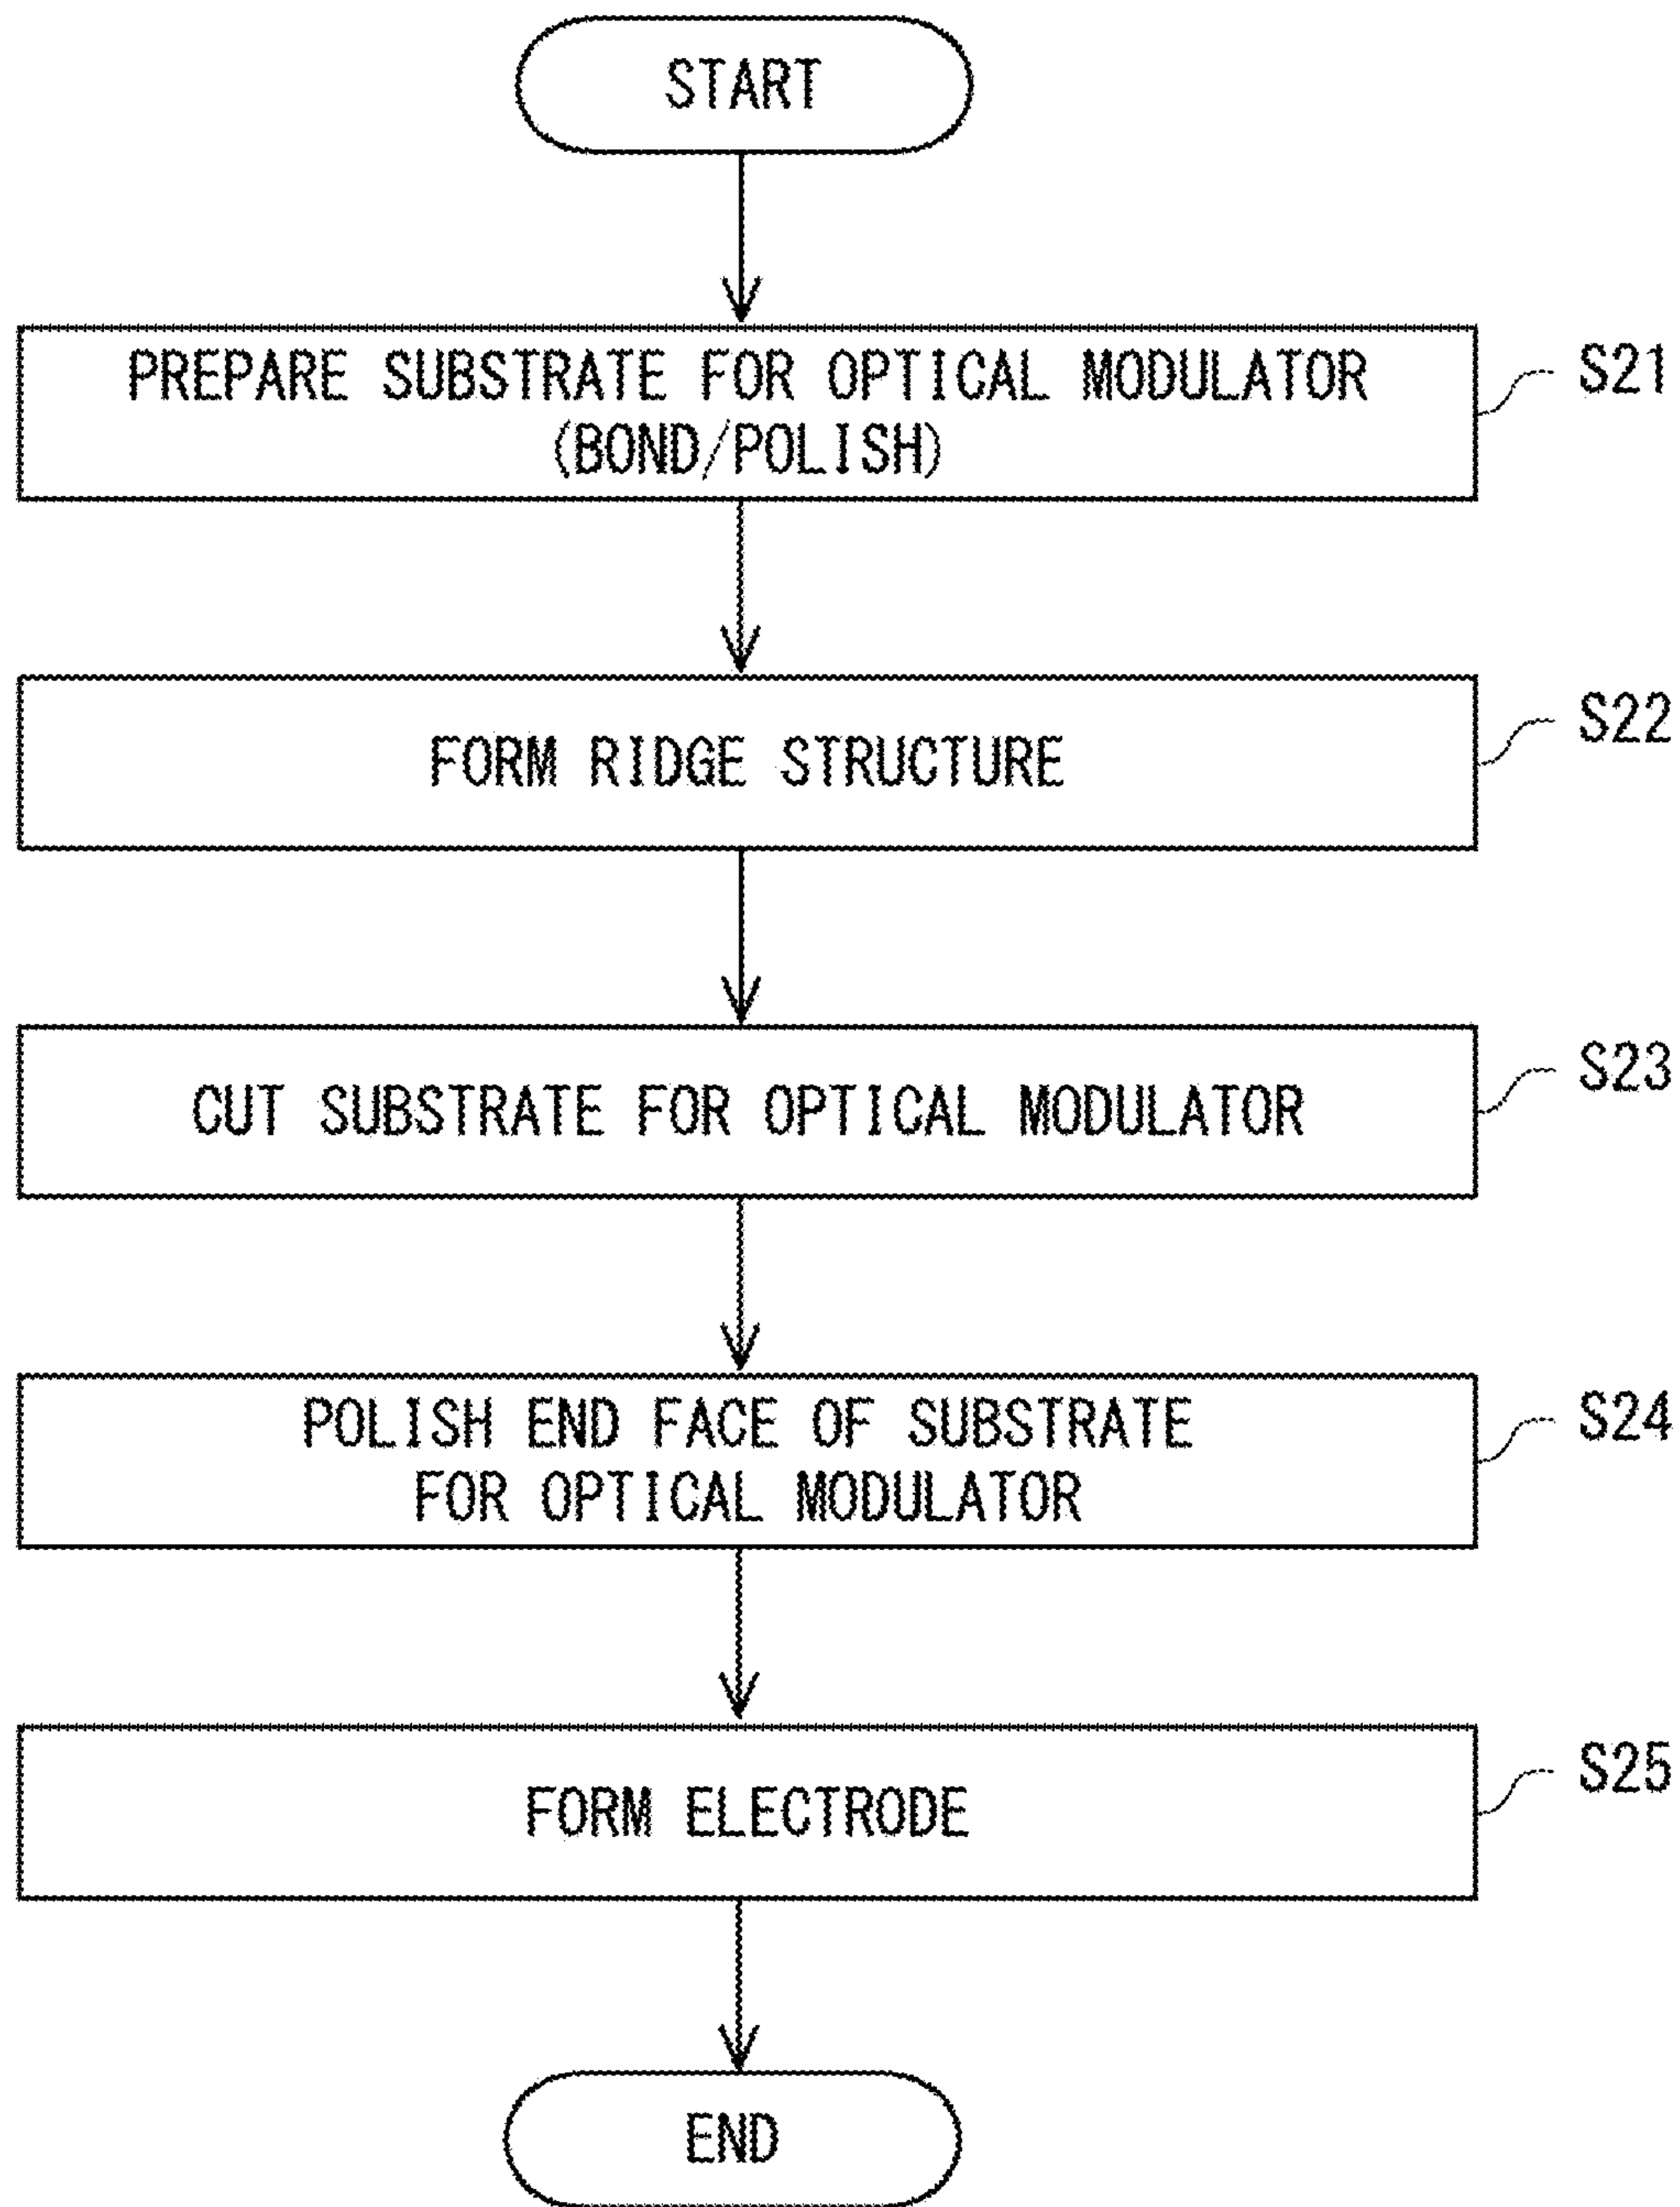 START
PREPARE SUBSTRATE FOR OPTICAL MODULATOR
(BOND/POLISH)
S21
FORM RIDGE STRUCTURE
S22
CUT SUBSTRATE FOR OPTICAL MODULATOR
S23
POLISH END FACE OF SUBSTRATE
FOR OPTICAL MODULATOR
S24
FORM ELECTRODE
S25
END